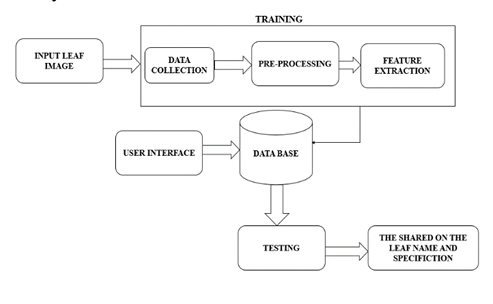 TRAINING
INPUT LEAF
IMAGE
DATA
COLLECTION
PRE-PROCESSING
FEATURE
EXTRACTION
USER INTERFACE
DATA BASE
TESTING
THE SHARED ON THE
LEAF NAME AND
SPECIFICTION